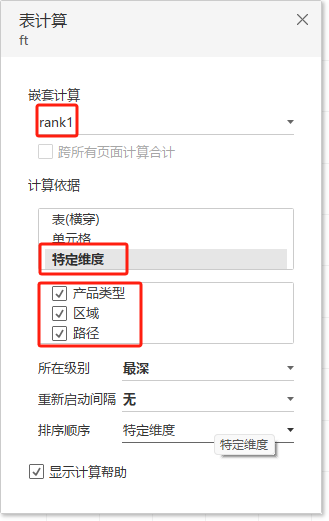 表计算
ft
嵌套计算
rank1
跨所有页面计算合计
计算依据
表(横穿)
单元格
特定维度
产品类型
区域
路径
所在级别 最深
重新启动间隔 无
排序顺序 特定维度
特定维度
显示计算帮助